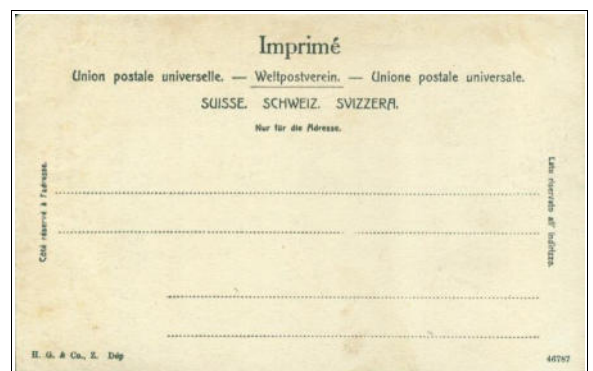 Imprimé
Union postale universelle. — Weltpostverein. — Unione postale universale.
SUISSE. SCHWEIZ. SVIZZERA.
Nur für die Adresse.
Côté réservé à l'adresse.
Lato riservato all' indirizzo.
H. G. & Co., Z. Dép
46787